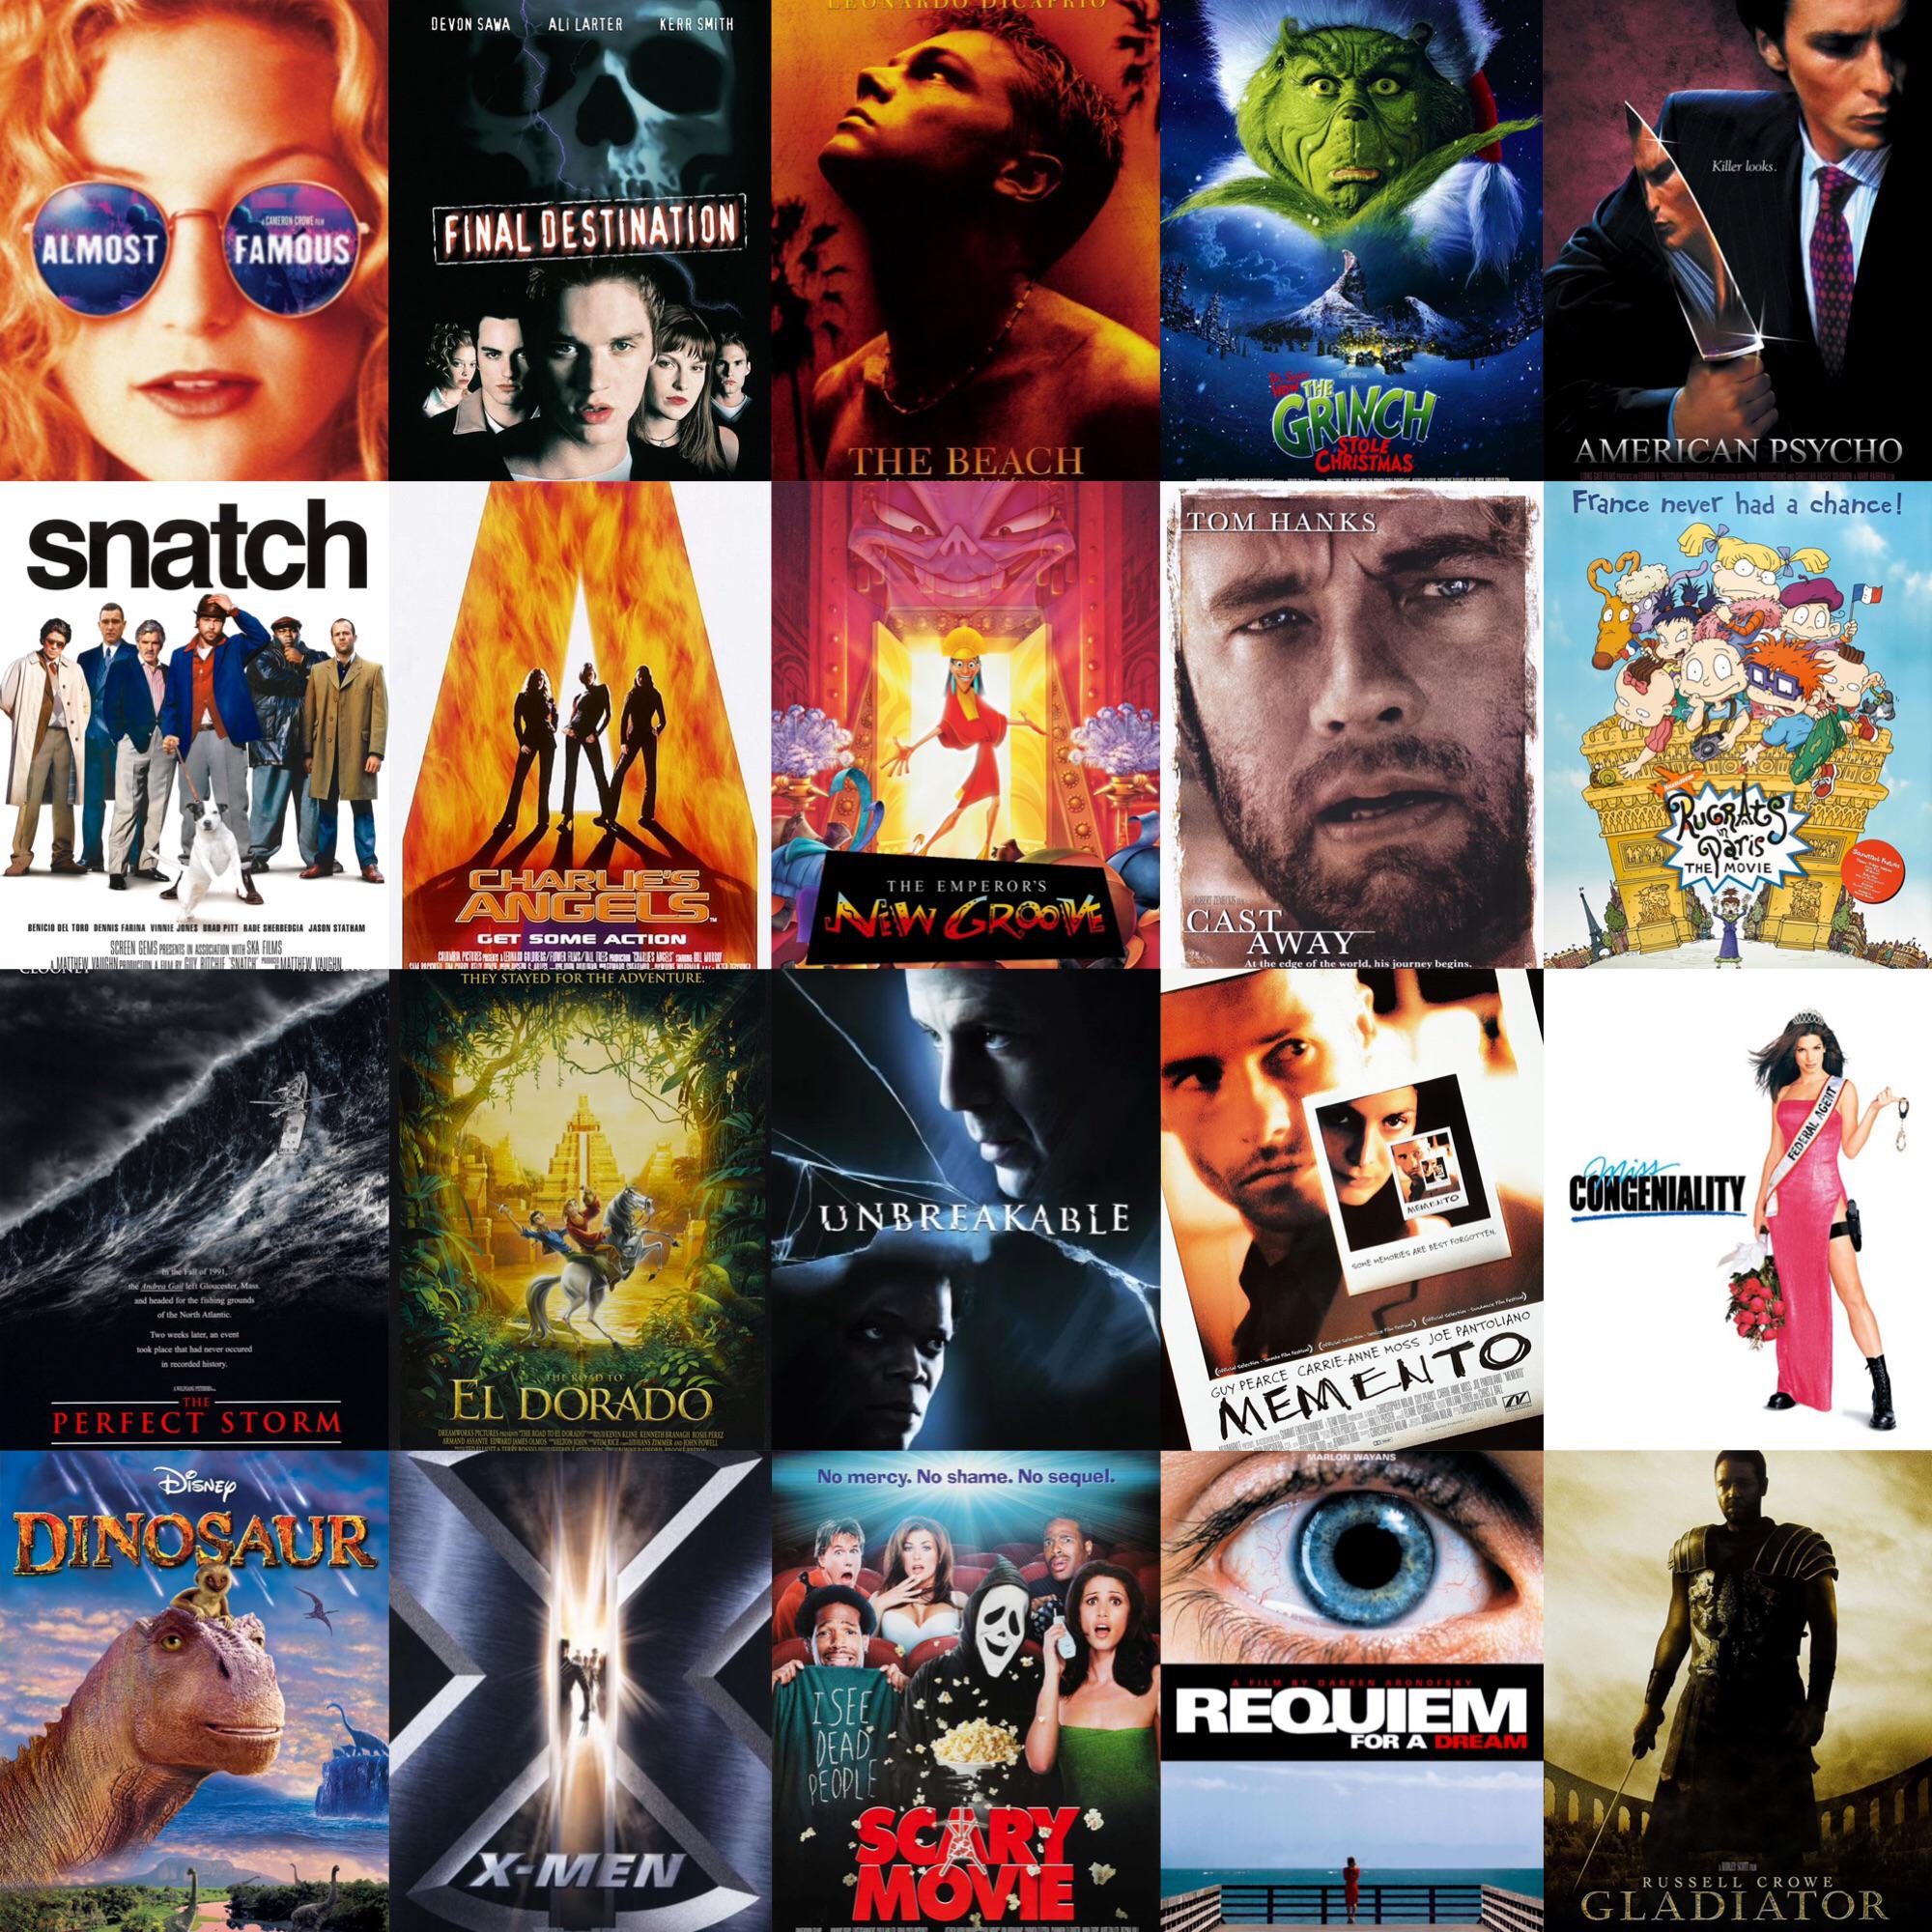 A CAMERON CROWE FILM
ALMOST FAMOUS
DEVON SAWA ALI LARTER KERR SMITH
FINAL DESTINATION
LEONARDO DICAPRIO
THE BEACH
Dr. Seuss'
How THE
GRINCH
STOLE
CHRISTMAS
Killer looks.
AMERICAN PSYCHO
snatch
BENICIO DEL TORO DENNIS FARINA VINNIE JONES BRAD PITT RADE SHERBEDGIA JASON STATHAM
SCREEN GEMS PRESENTS IN ASSOCIATION WITH SKA FILMS
A MATTHEW VAUGHN PRODUCTION A FILM BY GUY RITCHIE "SNATCH" MATTHEW VAUGHN
CHARLIE'S
ANGELS
TM
GET SOME ACTION
THE EMPEROR'S
NEW GROOVE
TOM HANKS
CAST
AWAY
At the edge of the world, his journey begins.
France never had a chance!
RUGRATS
in
Paris
THE MOVIE
CLOONEY
In the Fall of 1991,
the Andrea Gail left Gloucester, Mass.
and headed for the fishing grounds
of the North Atlantic.
Two weeks later, an event
took place that had never occured
in recorded history.
THE
PERFECT STORM
THEY STAYED FOR THE ADVENTURE.
THE ROAD TO
EL DORADO
UNBREAKABLE
MEMENTO
SOME MEMORIES ARE BEST FORGOTTEN.
GUY PEARCE CARRIE-ANNE MOSS JOE PANTOLIANO
MEMENTO
Miss
CONGENIALITY
FEDERAL AGENT
Disney
DINOSAUR
X-MEN
No mercy. No shame. No sequel.
I SEE
DEAD
PEOPLE
SCARY
MOVIE
MARLON WAYANS
A FILM BY DARREN ARONOFSKY
REQUIEM
FOR A DREAM
RUSSELL CROWE
GLADIATOR